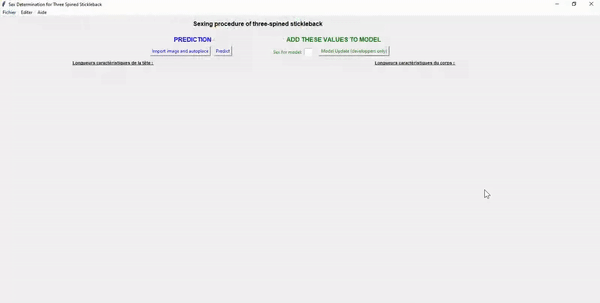 Sex Determination for Three Spined Stickleback
Fichier Editer Aide
Sexing procedure of three-spined stickleback
PREDICTION ADD THESE VALUES TO MODEL
Import image and autoplace Predict Sex for model: Model Update (developpers only)
Longueurs caractéristiques de la tête : Longueurs caractéristiques du corps :